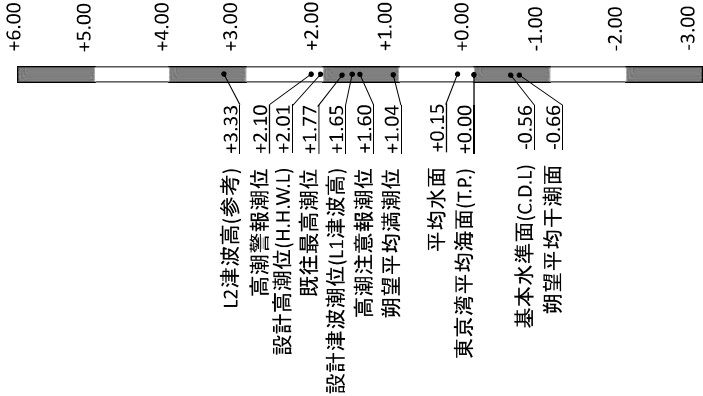 +6.00
+5.00
+4.00
+3.00
+2.00
+1.00
+0.00
-1.00
-2.00
-3.00
L2津波高(参考) +3.33
高潮警報潮位 +2.10
設計高潮位(H.H.W.L) +2.01
既往最高潮位 +1.77
設計津波潮位(L1津波高) +1.65
高潮注意報潮位 +1.60
朔望平均満潮位 +1.04
平均水面 +0.15
東京湾平均海面(T.P.) +0.00
基本水準面(C.D.L) -0.56
朔望平均干潮面 -0.66